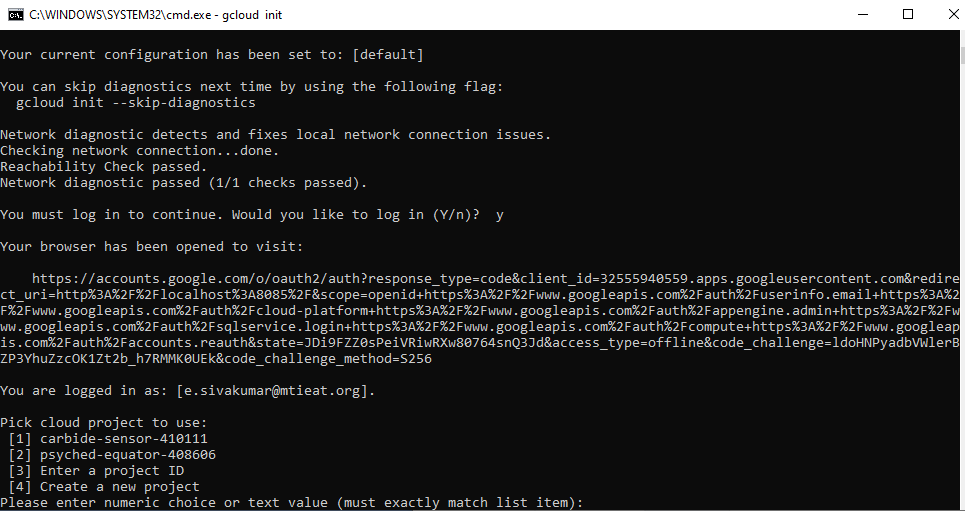 C:\WINDOWS\SYSTEM32\cmd.exe - gcloud init
Your current configuration has been set to: [default]
You can skip diagnostics next time by using the following flag:
gcloud init --skip-diagnostics
Network diagnostic detects and fixes local network connection issues.
Checking network connection...done.
Reachability Check passed.
Network diagnostic passed (1/1 checks passed).
You must log in to continue. Would you like to log in (Y/n)? y
Your browser has been opened to visit:
https://accounts.google.com/o/oauth2/auth?response_type=code&client_id=32555940559.apps.googleusercontent.com&redire
ct_uri=http%3A%2F%2Flocalhost%3A8085%2F&scope=openid+https%3A%2F%2Fwww.googleapis.com%2Fauth%2Fuserinfo.email+https%3A%2
F%2Fwww.googleapis.com%2Fauth%2Fcloud-platform+https%3A%2F%2Fwww.googleapis.com%2Fauth%2Fappengine.admin+https%3A%2F%2Fw
ww.googleapis.com%2Fauth%2Fsqlservice.login+https%3A%2F%2Fwww.googleapis.com%2Fauth%2Fcompute+https%3A%2F%2Fwww.googleap
is.com%2Fauth%2Faccounts.reauth&state=JDi9FZZ0sPeiVRiwRXw80764snQ3Jd&access_type=offline&code_challenge=ldoHNPyadbVWlerB
ZP3YhuZzcOK1Zt2b_h7RMMK0UEk&code_challenge_method=S256
You are logged in as: [e.sivakumar@mtieat.org].
Pick cloud project to use:
[1] carbide-sensor-410111
[2] psyched-equator-408606
[3] Enter a project ID
[4] Create a new project
Please enter numeric choice or text value (must exactly match list item):